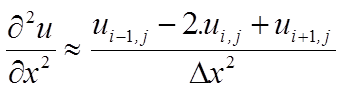 ∂²u/∂x² ≈ (u_{i−1,j} − 2.u_{i,j} + u_{i+1,j})/Δx²